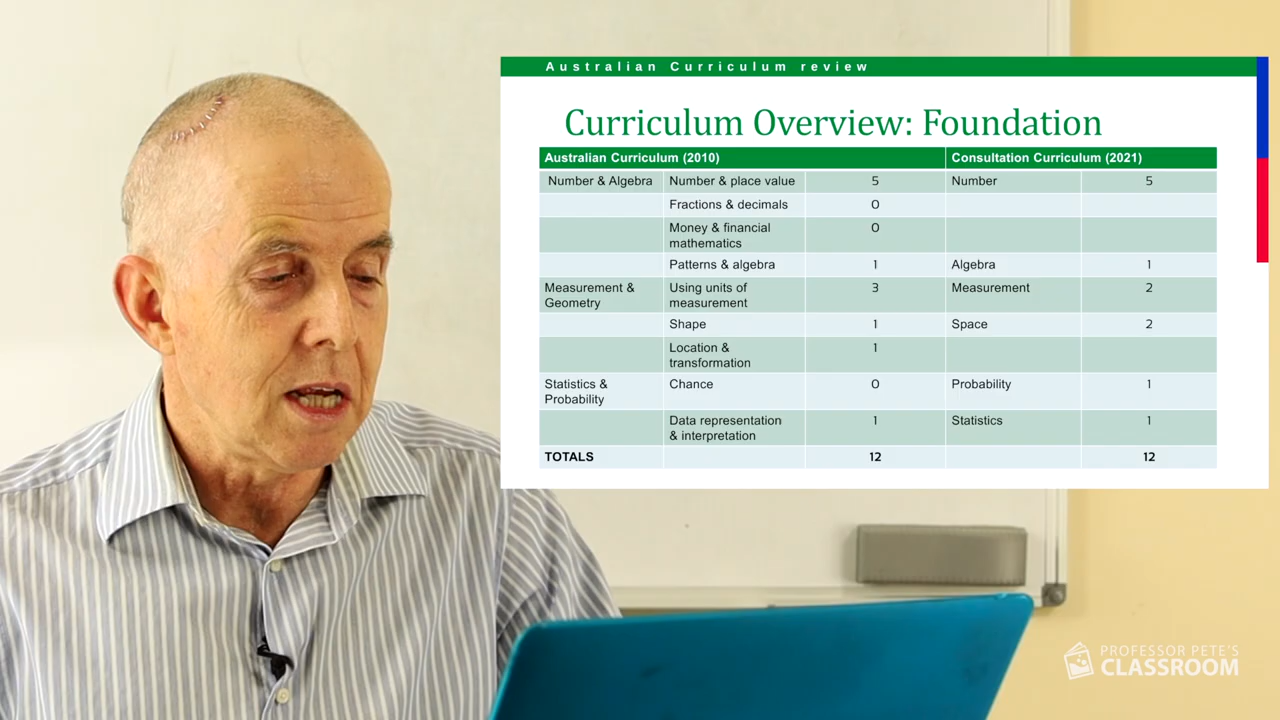 Australian Curriculum review
Curriculum Overview: Foundation
Australian Curriculum (2010) Consultation Curriculum (2021)
Number & Algebra Number & place value 5 Number 5
Fractions & decimals 0
Money & financial
mathematics 0
Patterns & algebra 1 Algebra 1
Measurement &
Geometry Using units of
measurement 3 Measurement 2
Shape 1 Space 2
Location &
transformation 1
Statistics &
Probability Chance 0 Probability 1
Data representation
& interpretation 1 Statistics 1
TOTALS 12 12
PROFESSOR PETE'S
CLASSROOM